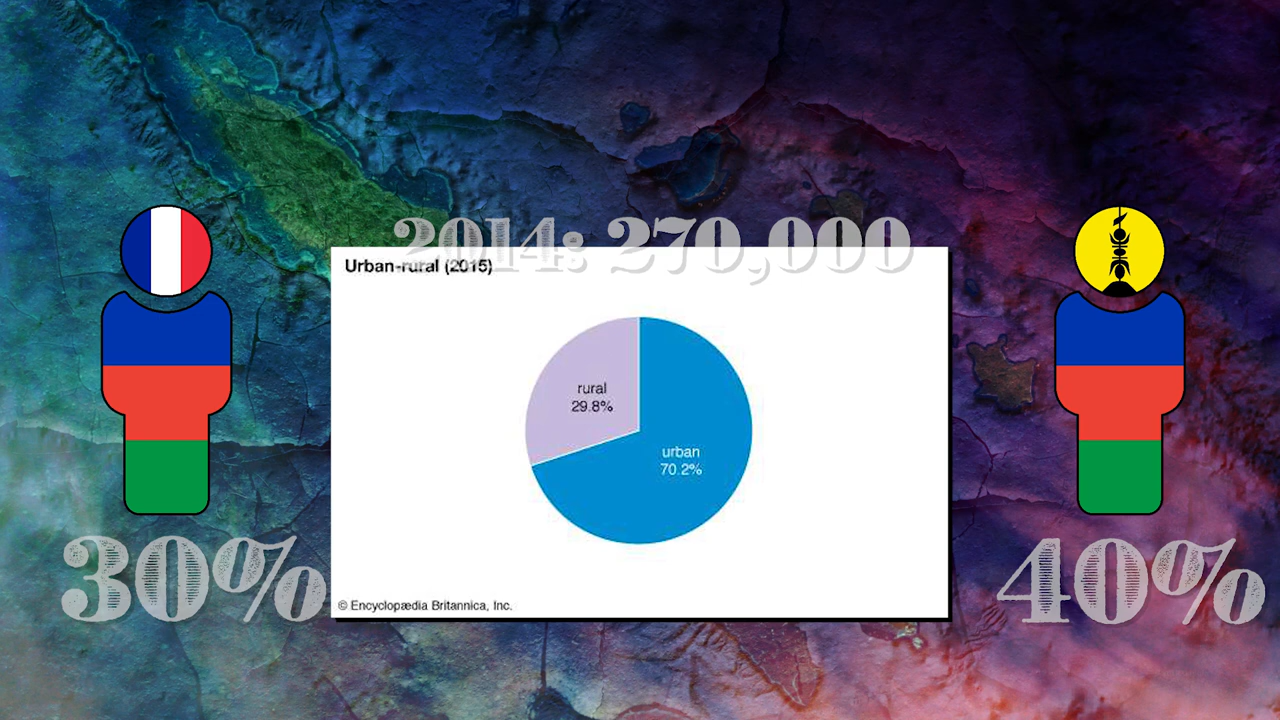 2014: 270,000
Urban-rural (2015)
rural
29.8%
urban
70.2%
30%
40%
© Encyclopædia Britannica, Inc.